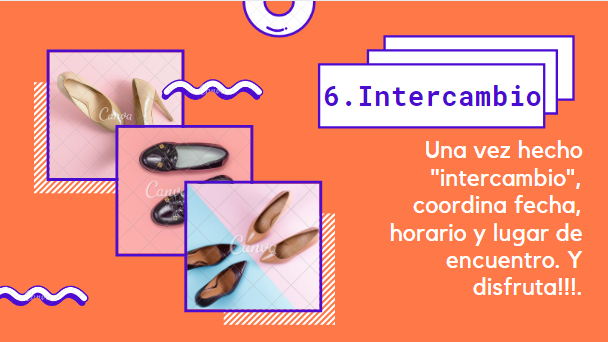 6.Intercambio
Una vez hecho
"intercambio",
coordina fecha,
horario y lugar de
encuentro. Y
disfruta!!!.
Canva
Canva
Canva